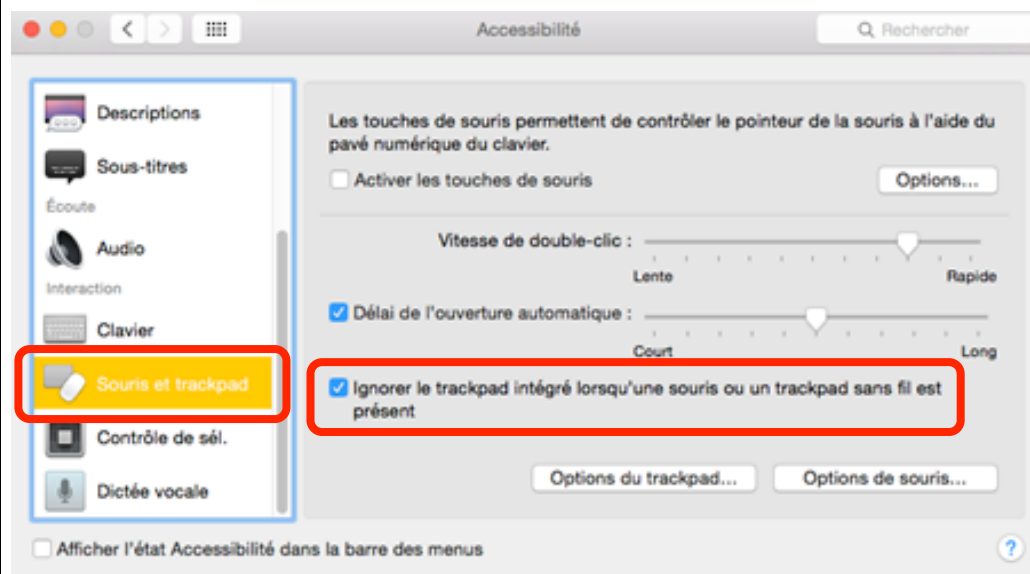 Accessibilité
Rechercher
Descriptions
Sous-titres
Écoute
Audio
Interaction
Clavier
Souris et trackpad
Contrôle de sél.
Dictée vocale
Les touches de souris permettent de contrôler le pointeur de la souris à l'aide du
pavé numérique du clavier.
Activer les touches de souris
Options...
Vitesse de double-clic :
Lente
Rapide
Délai de l'ouverture automatique :
Court
Long
Ignorer le trackpad intégré lorsqu'une souris ou un trackpad sans fil est
présent
Options du trackpad...
Options de souris...
Afficher l'état Accessibilité dans la barre des menus
?